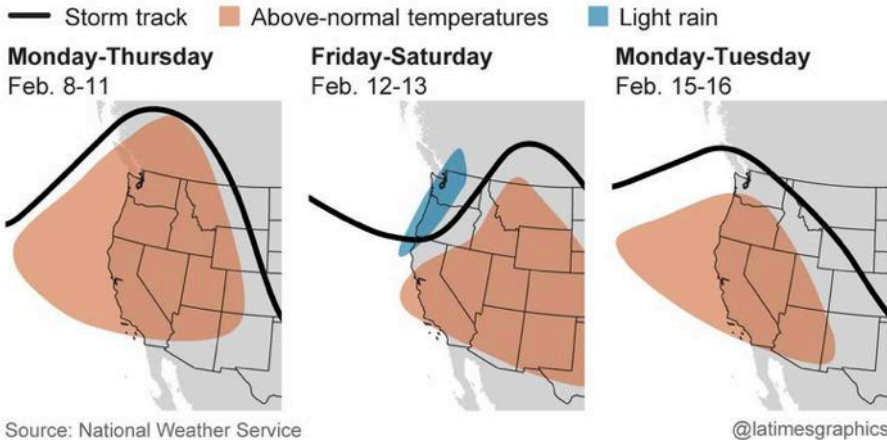 Storm track
Above-normal temperatures
Light rain
Monday-Thursday
Feb. 8-11
Friday-Saturday
Feb. 12-13
Monday-Tuesday
Feb. 15-16
Source: National Weather Service
@latimesgraphics